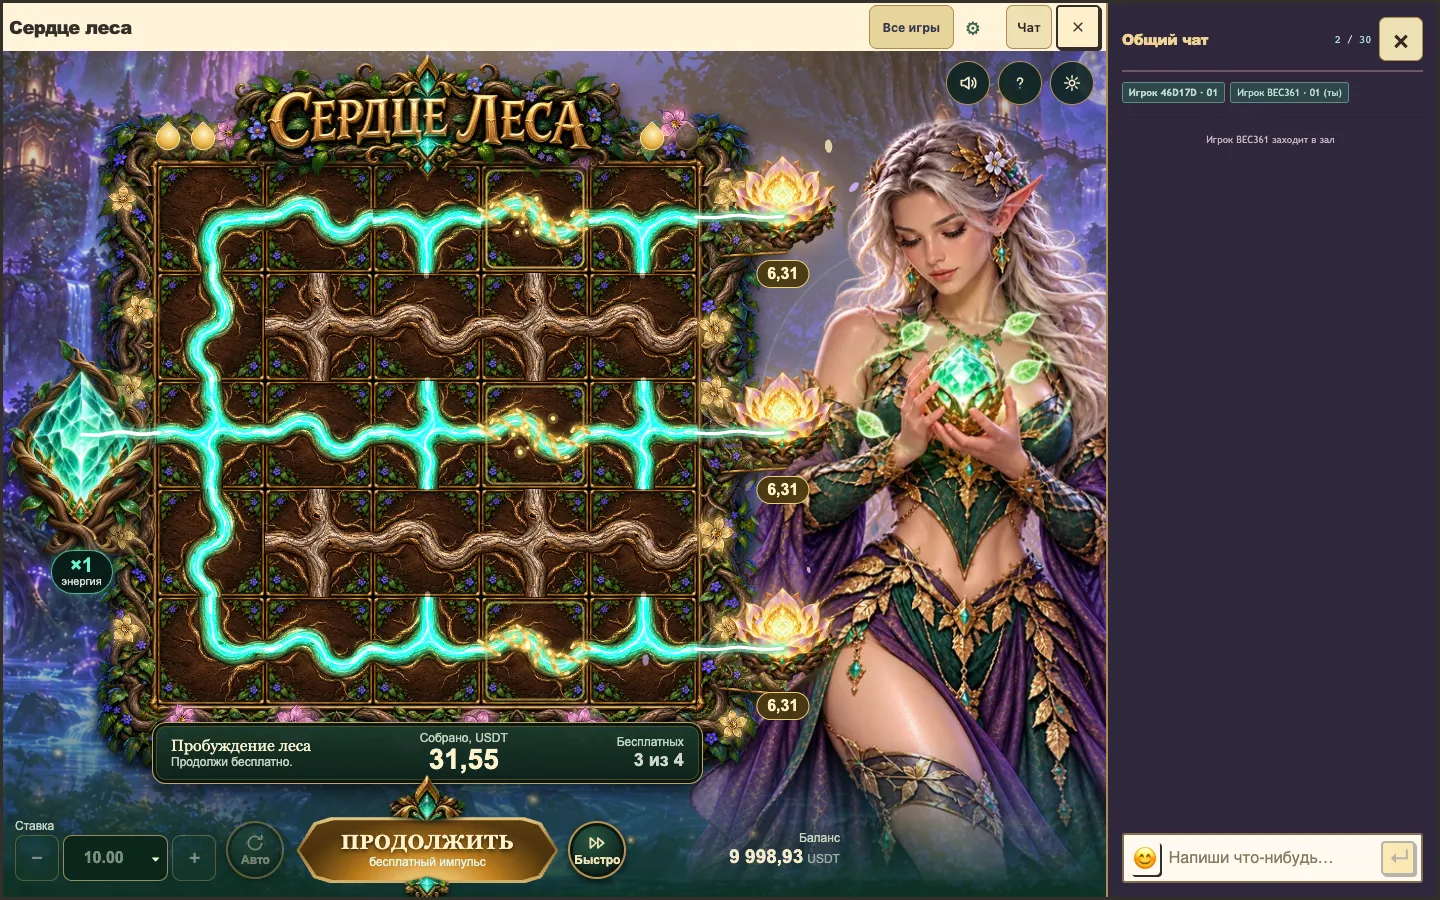 Сердце леса
Все игры
Чат
×
СЕРДЦЕ ЛЕСА
?
6,31
6,31
6,31
×1
энергия
Пробуждение леса
Продолжи бесплатно.
Собрано, USDT
31,55
Бесплатных
3 из 4
Ставка
−
10.00
+
Авто
ПРОДОЛЖИТЬ
бесплатный импульс
Быстро
Баланс
9 998,93 USDT
Общий чат
2 / 30
×
Игрок 46D17D · 01
Игрок BEC361 · 01 (ты)
Игрок BEC361 заходит в зал
Напиши что-нибудь...